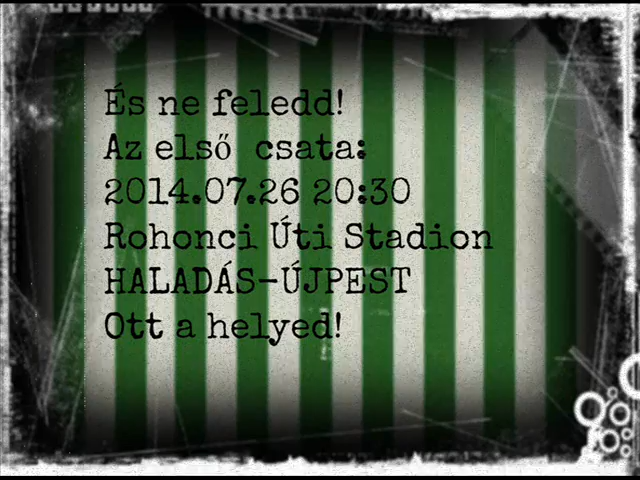 És ne feledd!
Az első csata:
2014.07.26 20:30
Rohonci Úti Stadion
HALADÁS-ÚJPEST
Ott a helyed!